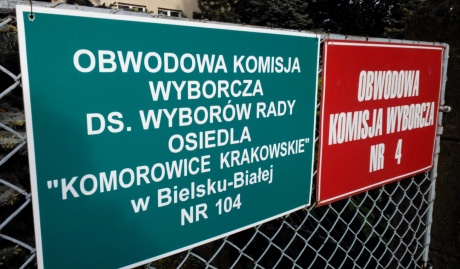 OBWODOWA KOMISJA
WYBORCZA
DS. WYBORÓW RADY
OSIEDLA
"KOMOROWICE KRAKOWSKIE"
w Bielsku-Białej
NR 104
OBWODOWA
KOMISJA WYBORCZA
NR 4